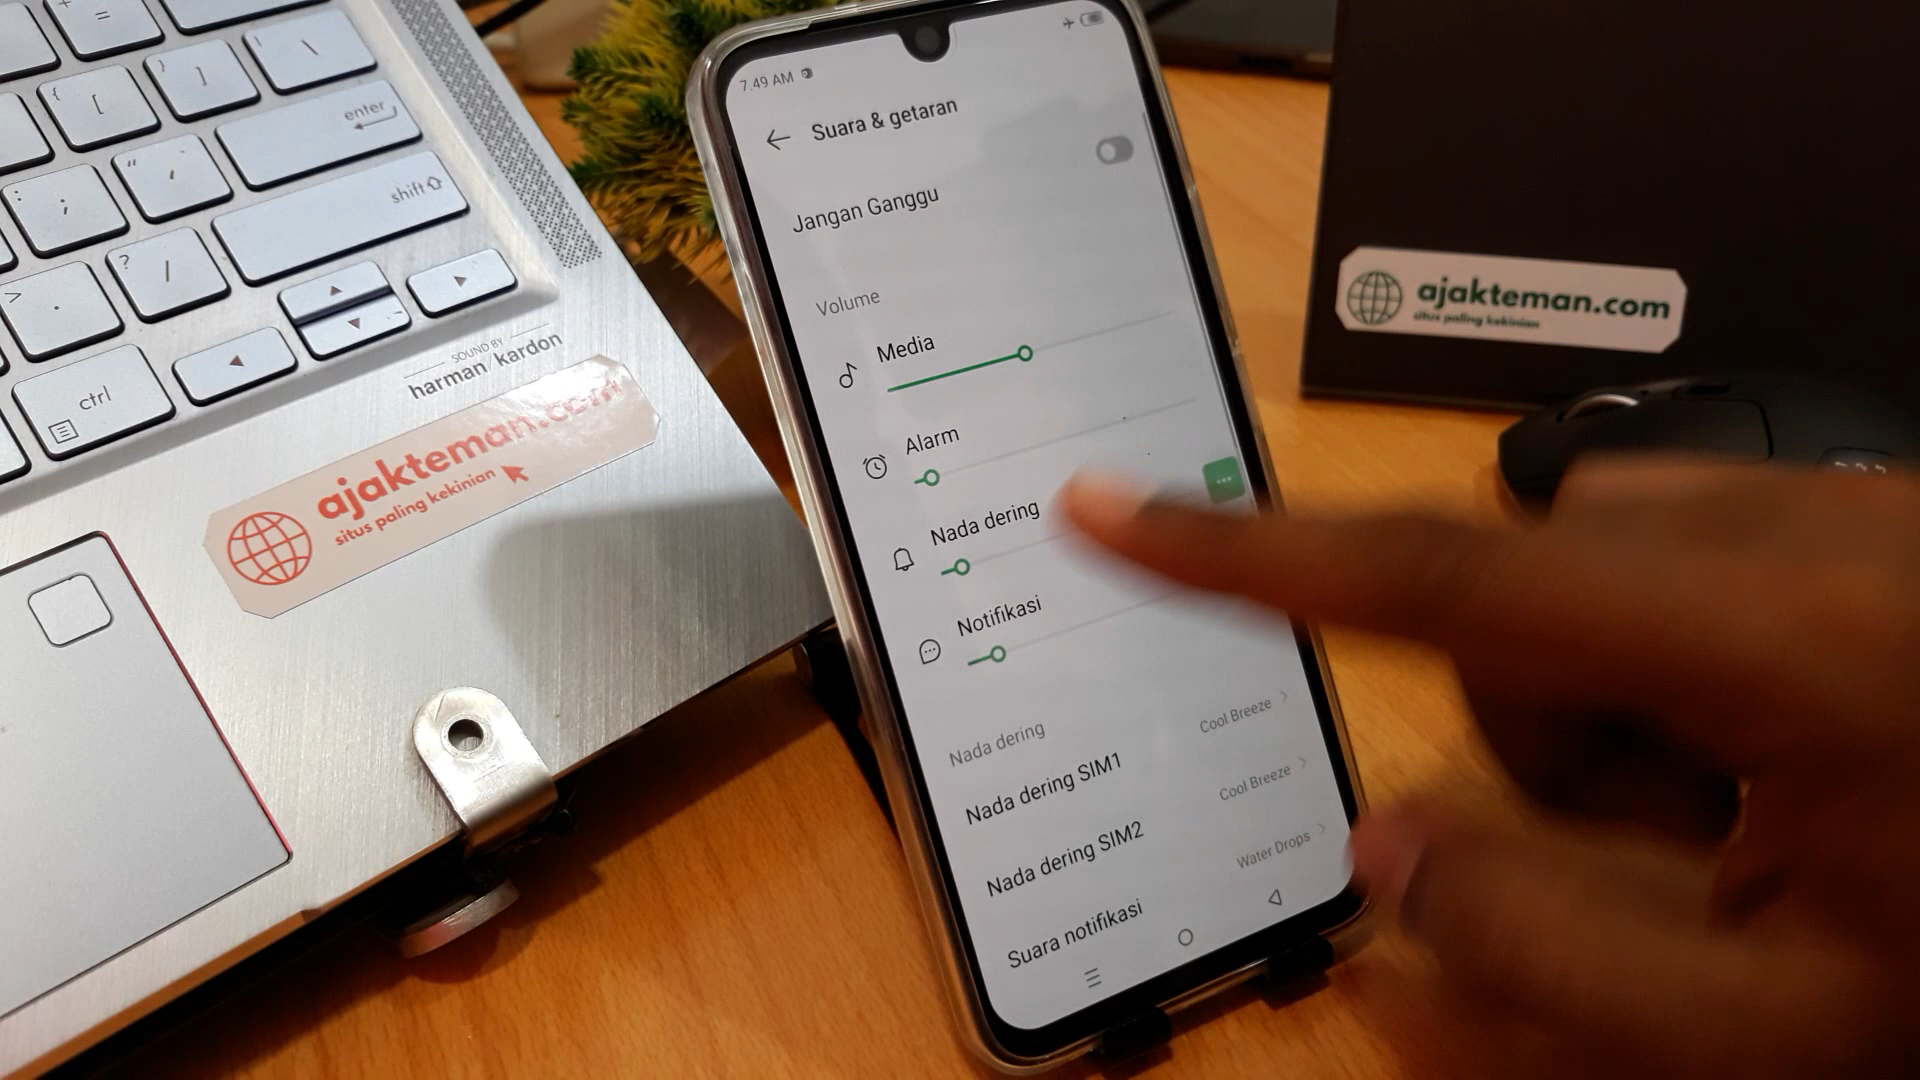 +
=
}
]
|
\
{
[
enter
"
'
:
;
shift
?
/
>
.
ctrl
SOUND BY
harman/kardon
ajakteman.com
situs paling kekinian
7.49 AM
Suara & getaran
Jangan Ganggu
Volume
Media
Alarm
Nada dering
Notifikasi
Nada dering
Nada dering SIM1
Cool Breeze
Nada dering SIM2
Cool Breeze
Suara notifikasi
Water Drops
ajakteman.com
situs paling kekinian